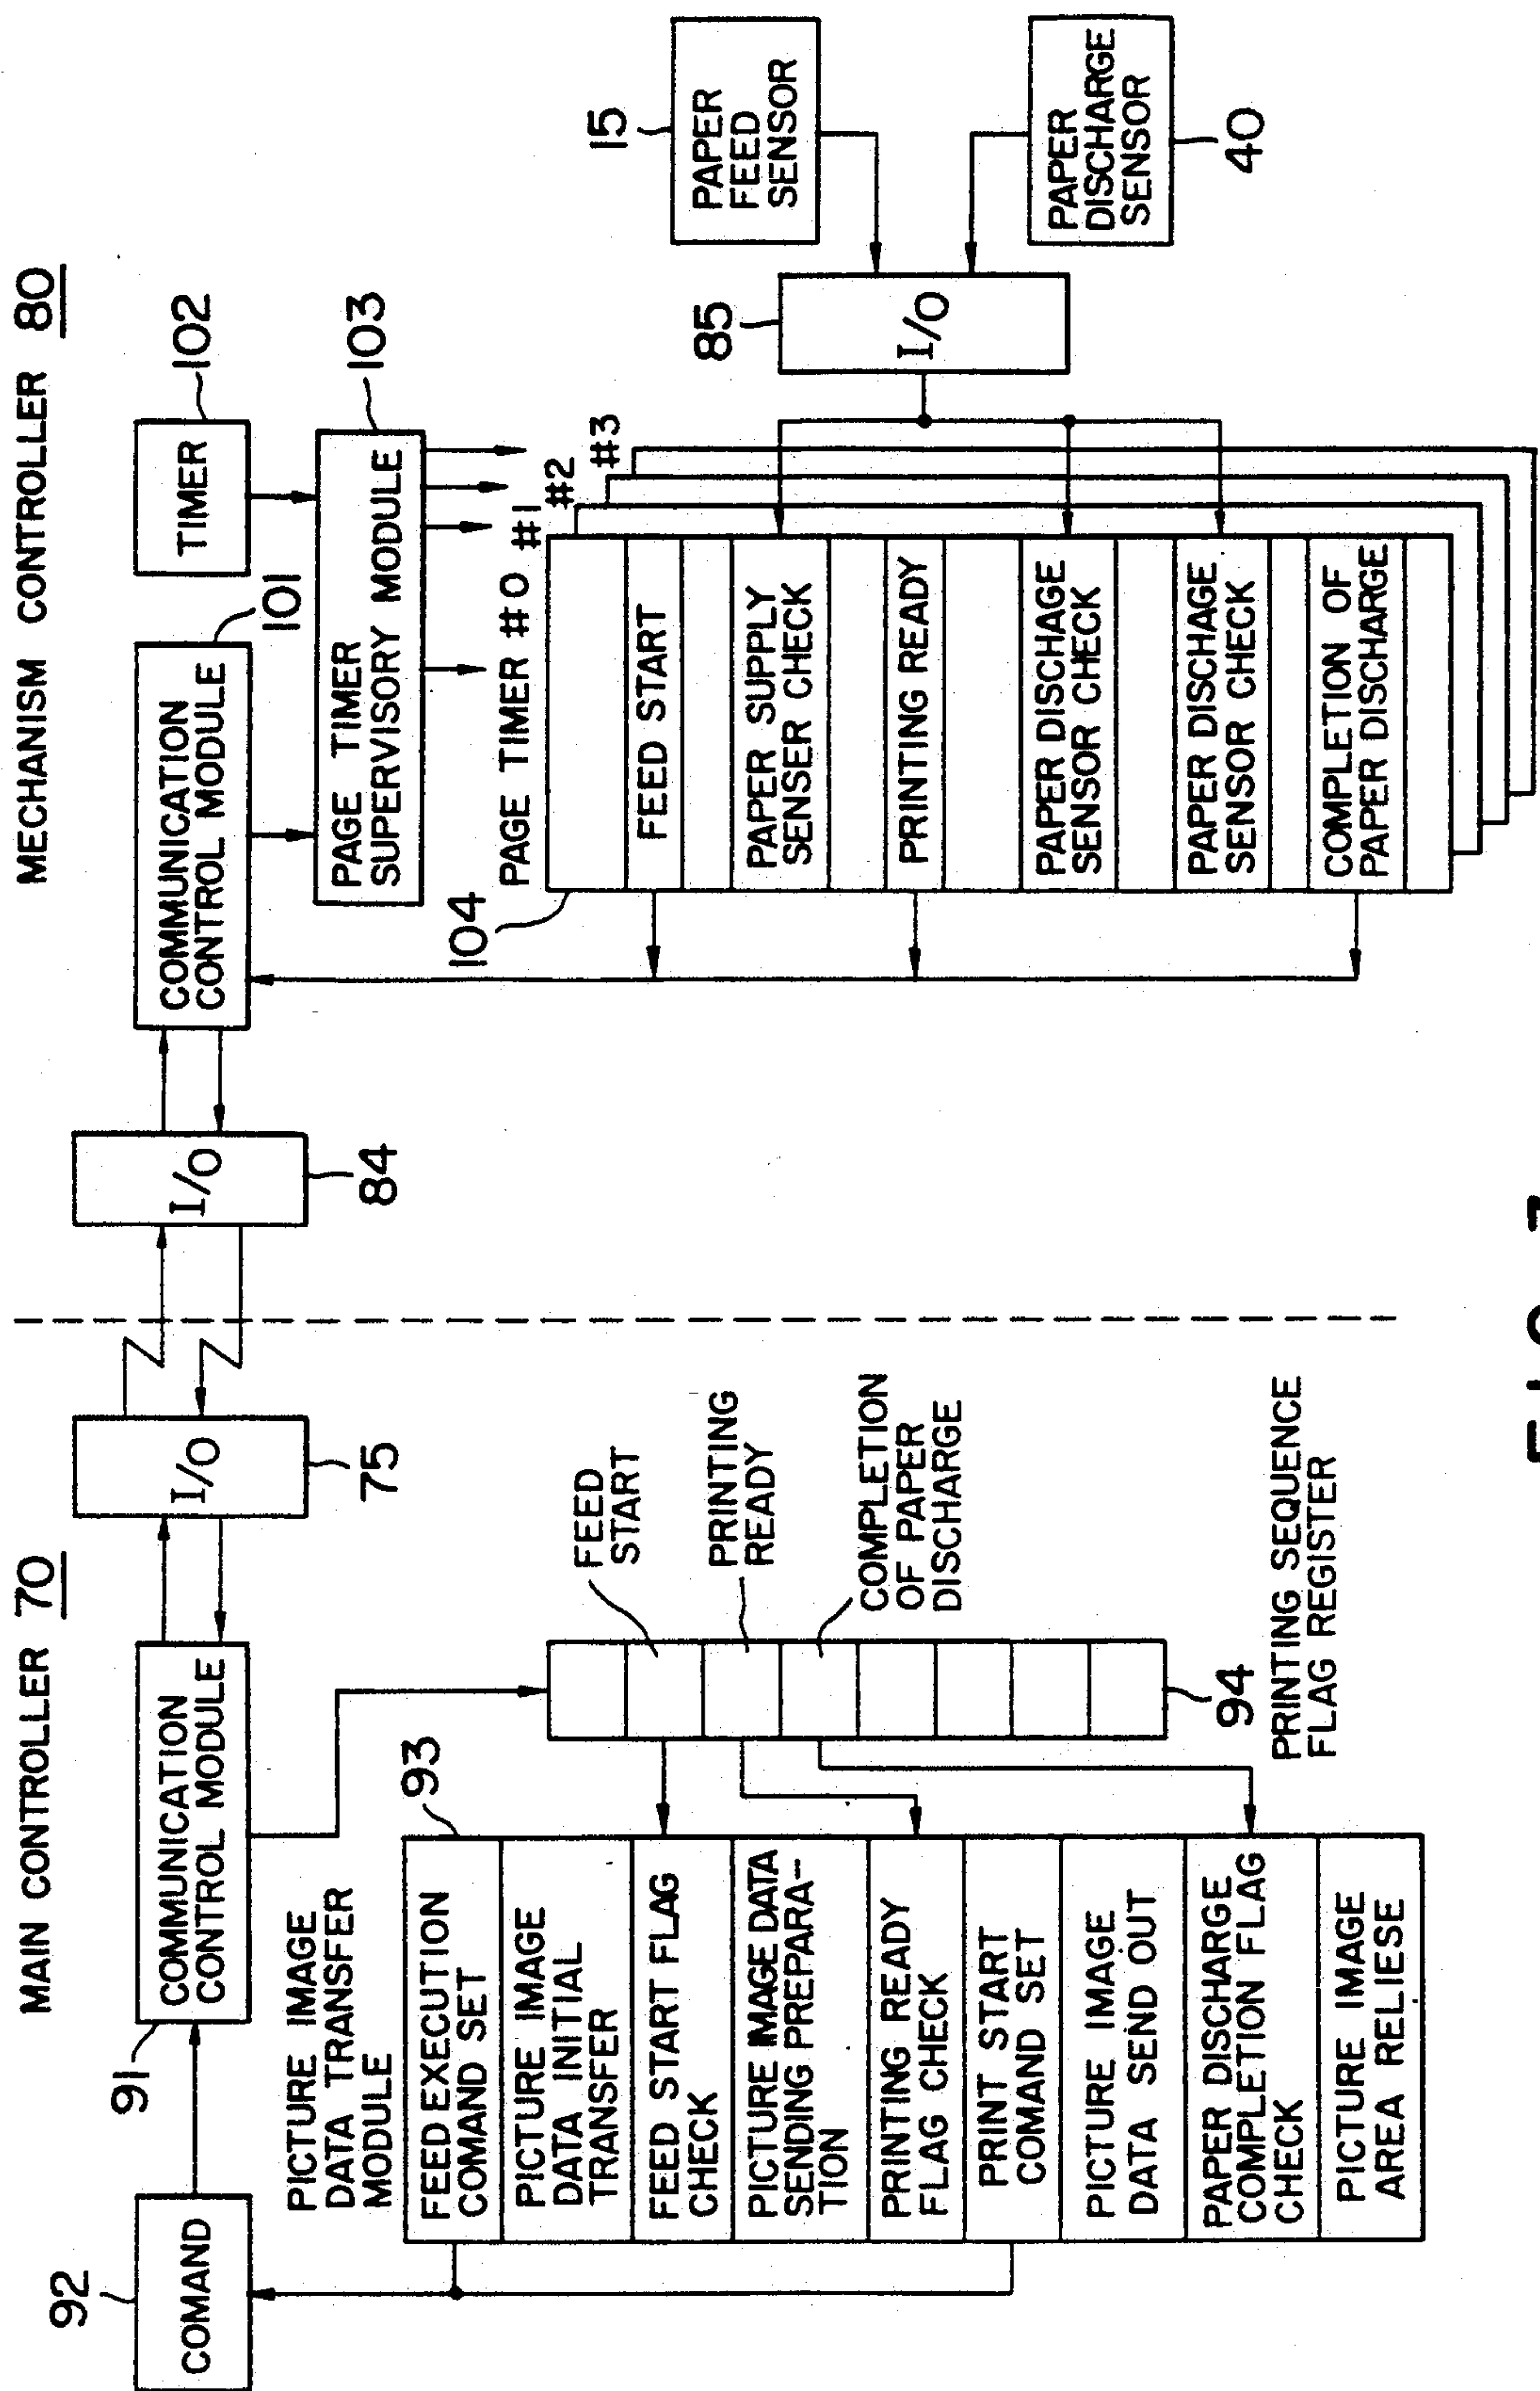 MAIN CONTROLLER 70
MECHANISM CONTROLLER 80
92
COMAND
91
COMMUNICATION
CONTROL MODULE
I/O
75
I/O
84
COMMUNICATION
CONTROL MODULE
101
TIMER
102
PAGE TIMER
SUPERVISORY MODULE
103
PICTURE IMAGE
DATA TRANSFER
MODULE
93
FEED EXECUTION
COMAND SET
PICTURE IMAGE
DATA INITIAL
TRANSFER
FEED START FLAG
CHECK
PICTURE IMAGE DATA
SENDING PREPARA-
TION
PRINTING READY
FLAG CHECK
PRINT START
COMAND SET
PICTURE IMAGE
DATA SEND OUT
PAPER DISCHARGE
COMPLETION FLAG
CHECK
PICTURE IMAGE
AREA RELIESE
FEED
START
PRINTING
READY
COMPLETION
OF PAPER
DISCHARGE
94
PRINTING SEQUENCE
FLAG REGISTER
104
PAGE TIMER #0
#1
#2
#3
FEED START
PAPER SUPPLY
SENSER CHECK
PRINTING READY
PAPER DISCHAGE
SENSOR CHECK
PAPER DISCHAGE
SENSOR CHECK
COMPLETION OF
PAPER DISCHARGE
85
I/O
15
PAPER
FEED
SENSOR
PAPER
DISCHARGE
SENSOR
40